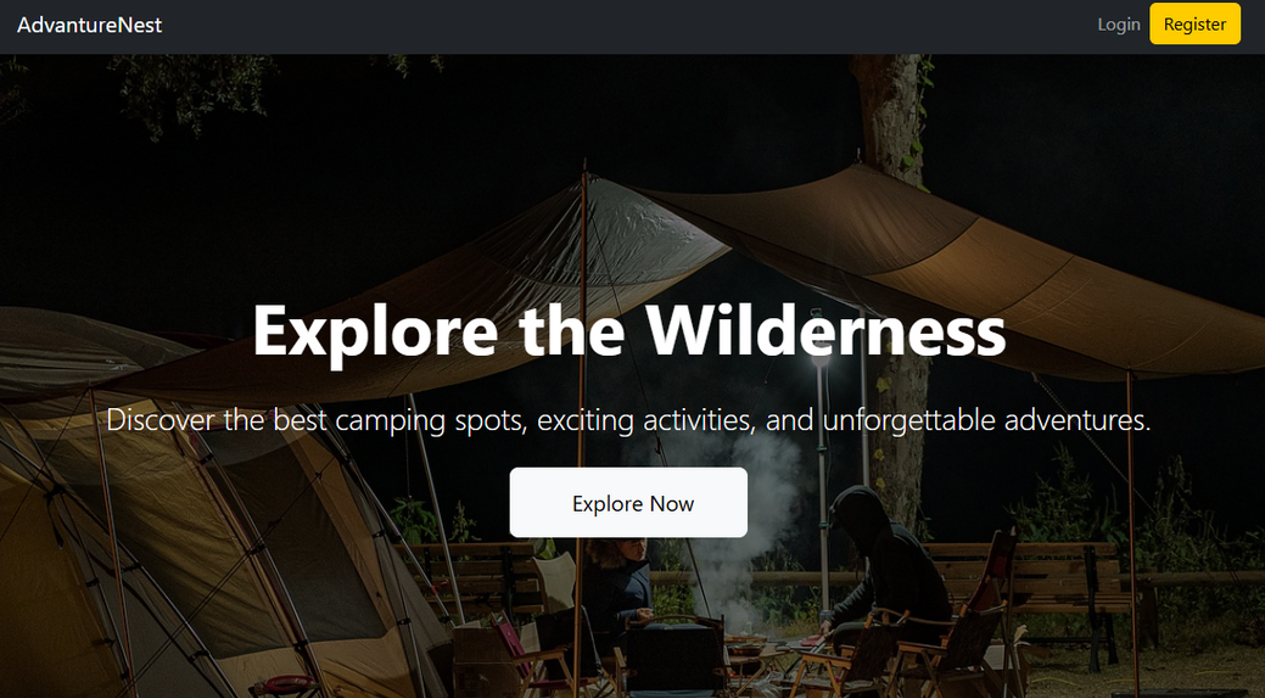 AdvantureNest
Login
Register
Explore the Wilderness
Discover the best camping spots, exciting activities, and unforgettable adventures.
Explore Now